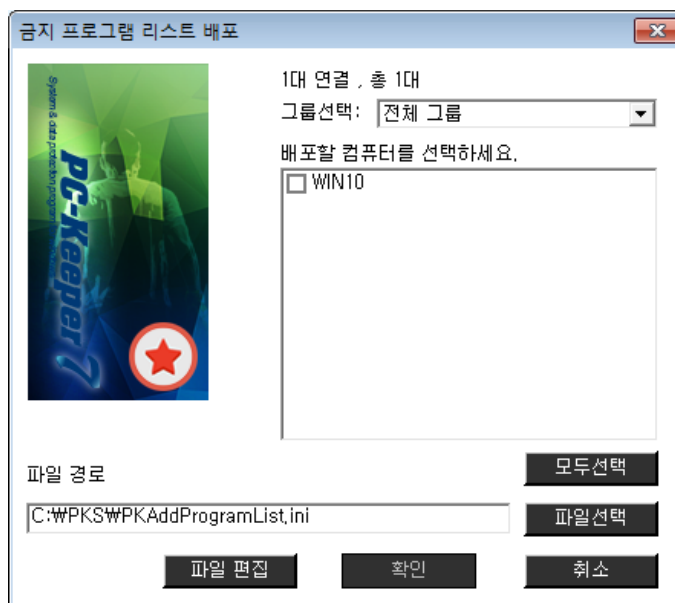 금지 프로그램 리스트 배포
System & data protection program
PC-Keeper 7
1대 연결 , 총 1대
그룹선택: 전체 그룹
배포할 컴퓨터를 선택하세요.
WIN10
모두선택
파일 경로
C:₩PKS₩PKAddProgramList.ini
파일선택
파일 편집
확인
취소